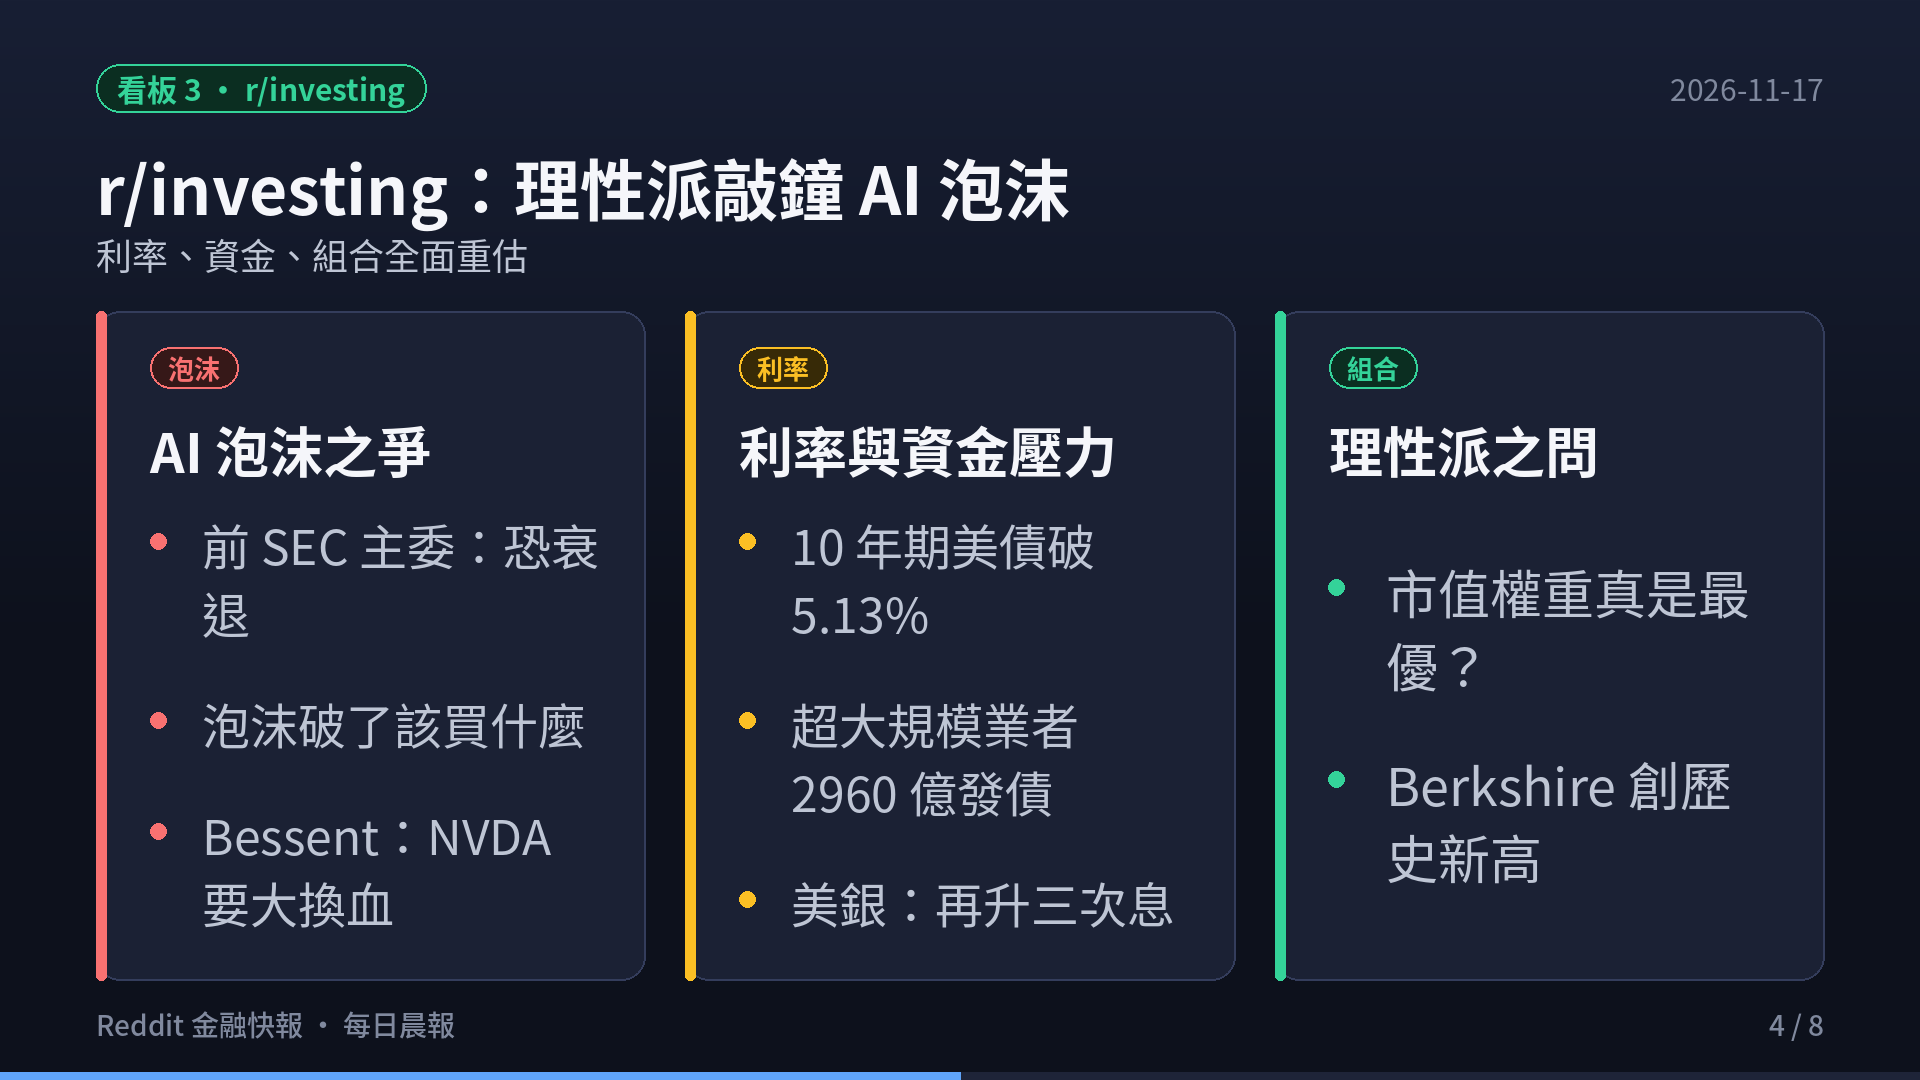 看板 3 • r/investing
2026-11-17
r/investing：理性派敲鐘 AI 泡沫
利率、資金、組合全面重估
泡沫
AI 泡沫之爭
前 SEC 主委：恐衰
退
泡沫破了該買什麼
Bessent：NVDA
要大換血
利率
利率與資金壓力
10 年期美債破
5.13%
超大規模業者
2960 億發債
美銀：再升三次息
組合
理性派之問
市值權重真是最
優？
Berkshire 創歷
史新高
Reddit 金融快報 • 每日晨報
4 / 8